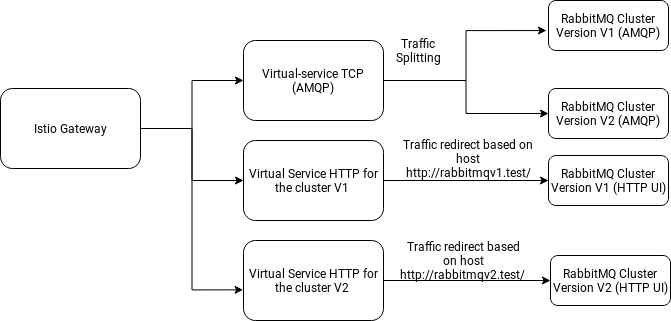 Istio Gateway
Virtual-service TCP
(AMQP)
Traffic
Splitting
RabbitMQ Cluster
Version V1 (AMQP)
RabbitMQ Cluster
Version V2 (AMQP)
Virtual Service HTTP for
the cluster V1
Traffic redirect based on
host
http://rabbitmqv1.test/
RabbitMQ Cluster
Version V1 (HTTP UI)
Virtual Service HTTP for
the cluster V2
Traffic redirect based
on host
http://rabbitmqv2.test/
RabbitMQ Cluster
Version V2 (HTTP UI)